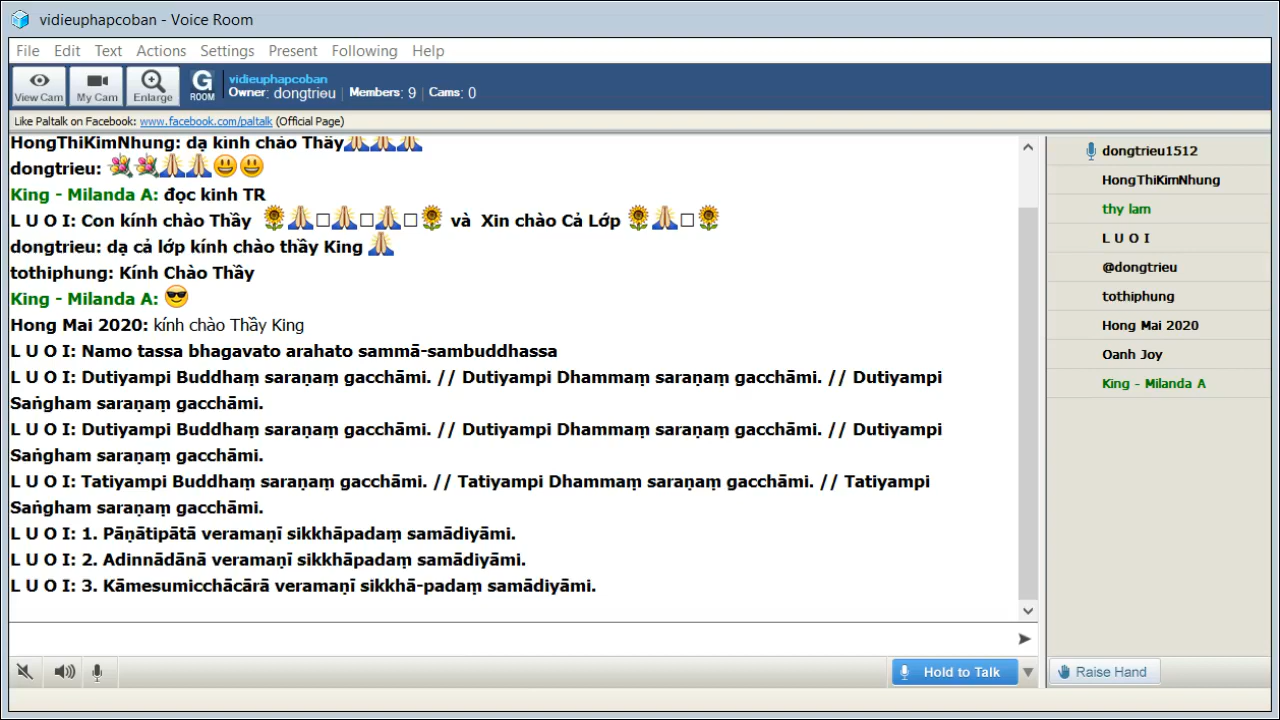 vidieuphapcoban - Voice Room
File Edit Text Actions Settings Present Following Help
View Cam My Cam Enlarge G ROOM
vidieuphapcoban
Owner: dongtrieu | Members: 9 | Cams: 0
Like Paltalk on Facebook: www.facebook.com/paltalk (Official Page)
HongThiKimNhung: dạ kính chào Thầy🙏🙏🙏
dongtrieu: 💐💐🙏🙏😃😃
King - Milanda A: đọc kinh TR
L U O I: Con kính chào Thầy 🌻🙏□🙏□🙏□🌻 và Xin chào Cả Lớp 🌻🙏□🌻
dongtrieu: dạ cả lớp kính chào thầy King 🙏
tothiphung: Kính Chào Thầy
King - Milanda A: 😎
Hong Mai 2020: kính chào Thầy King
L U O I: Namo tassa bhagavato arahato sammā-sambuddhassa
L U O I: Dutiyampi Buddhaṃ saraṇaṃ gacchāmi. // Dutiyampi Dhammaṃ saraṇaṃ gacchāmi. // Dutiyampi
Saṅgham saraṇaṃ gacchāmi.
L U O I: Dutiyampi Buddhaṃ saraṇaṃ gacchāmi. // Dutiyampi Dhammaṃ saraṇaṃ gacchāmi. // Dutiyampi
Saṅgham saraṇaṃ gacchāmi.
L U O I: Tatiyampi Buddhaṃ saraṇaṃ gacchāmi. // Tatiyampi Dhammaṃ saraṇaṃ gacchāmi. // Tatiyampi
Saṅgham saraṇaṃ gacchāmi.
L U O I: 1. Pāṇātipātā veramaṇī sikkhāpadaṃ samādiyāmi.
L U O I: 2. Adinnādānā veramaṇī sikkhāpadaṃ samādiyāmi.
L U O I: 3. Kāmesumicchācārā veramaṇī sikkhā-padaṃ samādiyāmi.
dongtrieu1512
HongThiKimNhung
thy lam
L U O I
@dongtrieu
tothiphung
Hong Mai 2020
Oanh Joy
King - Milanda A
Hold to Talk
Raise Hand